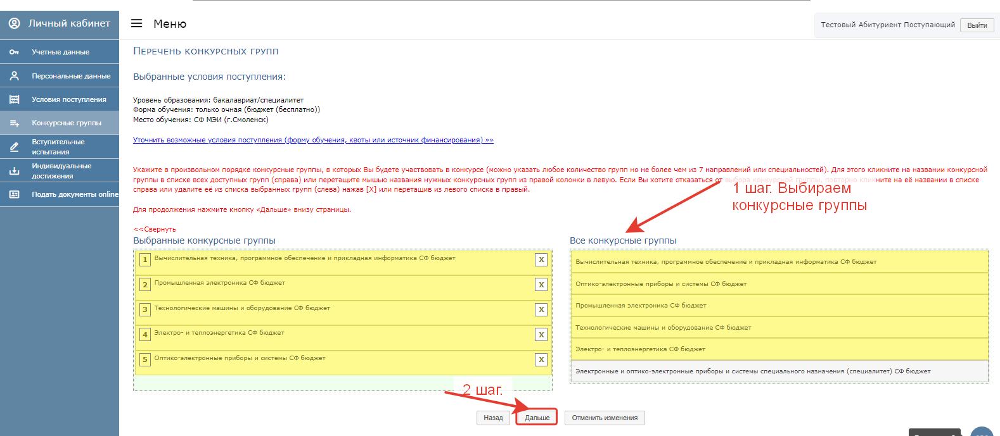 Личный кабинет
Меню
Тестовый Абитуриент Поступающий
Выйти
Учетные данные
Персональные данные
Условия поступления
Конкурсные группы
Вступительные
испытания
Индивидуальные
достижения
Подать документы online
Перечень конкурсных групп
Выбранные условия поступления:
Уровень образования: бакалавриат/специалитет
Форма обучения: только очная (бюджет (бесплатно))
Место обучения: СФ МЭИ (г.Смоленск)
Уточнить возможные условия поступления (форму обучения, квоты или источник финансирования) »»
Укажите в произвольном порядке конкурсные группы, в которых Вы будете участвовать в конкурсе (можно указать любое количество групп но не более чем из 7 направлений или специальностей). Для этого кликните на названии конкурсной
группы в списке всех доступных групп (справа) или перетащите мышью названия нужных конкурсных групп из правой колонки в левую. Если Вы хотите отказаться от выбора конкурсной группы, повторно кликните на её названии в списке
справа или удалите её из списка выбранных групп (слева) нажав [X] или перетащив из левого списка в правый.
1 шаг. Выбираем
конкурсные группы
Для продолжения нажмите кнопку «Дальше» внизу страницы.
<<Свернуть
Выбранные конкурсные группы
1 Вычислительная техника, программное обеспечение и прикладная информатика СФ бюджет X
2 Промышленная электроника СФ бюджет X
3 Технологические машины и оборудование СФ бюджет X
4 Электро- и теплоэнергетика СФ бюджет X
5 Оптико-электронные приборы и системы СФ бюджет X
Все конкурсные группы
Вычислительная техника, программное обеспечение и прикладная информатика СФ бюджет
Оптико-электронные приборы и системы СФ бюджет
Промышленная электроника СФ бюджет
Технологические машины и оборудование СФ бюджет
Электро- и теплоэнергетика СФ бюджет
Электронные и оптико-электронные приборы и системы специального назначения (специалитет) СФ бюджет
2 шаг.
Назад
Дальше
Отменить изменения